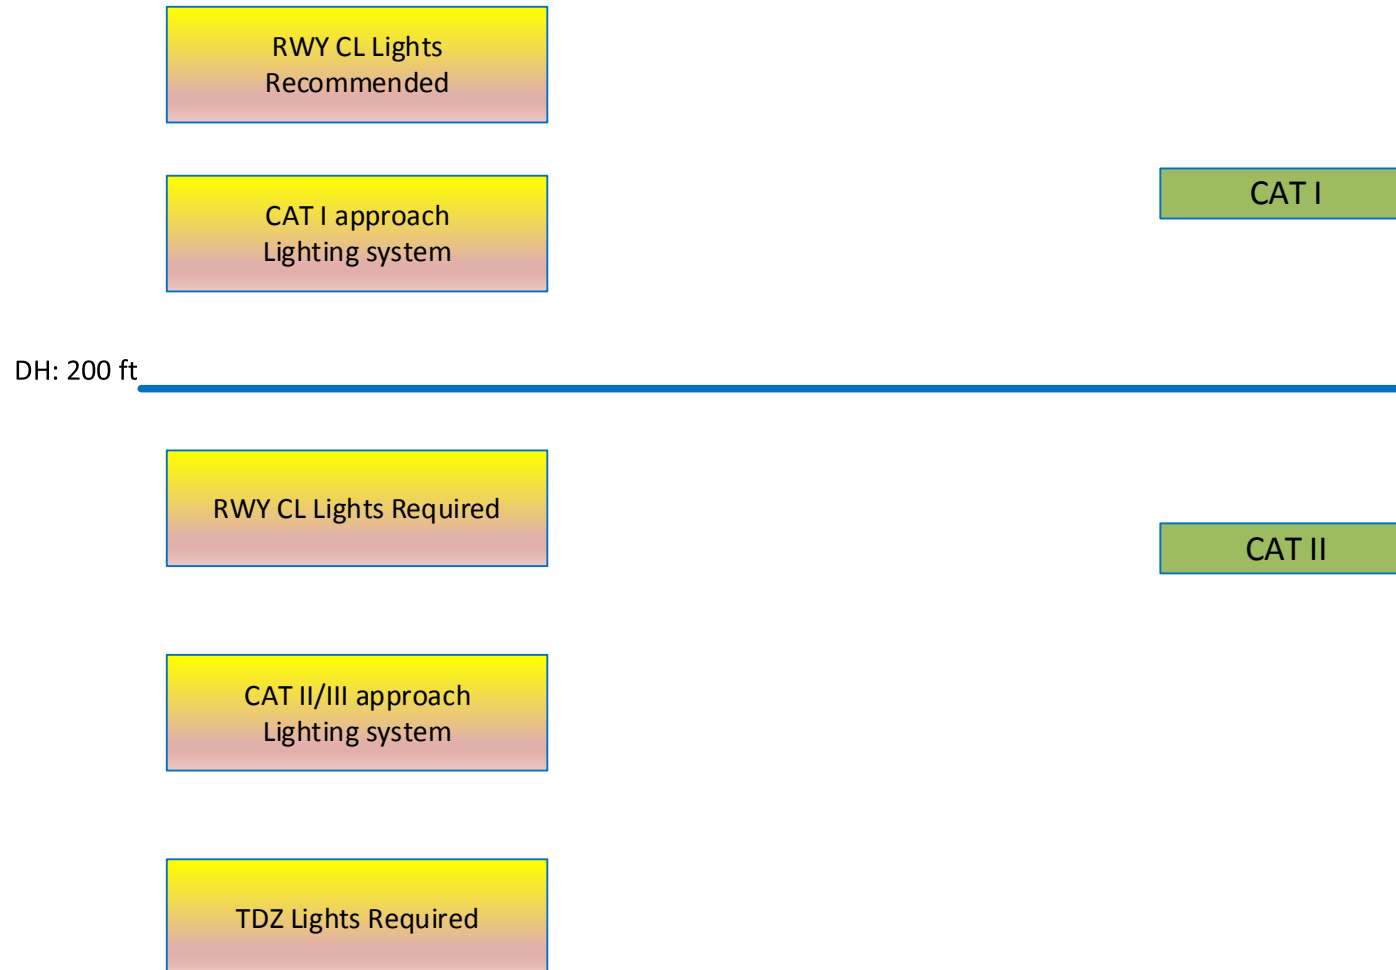 RWY CL Lights
Recommended
CAT I approach
Lighting system
CAT I
DH: 200 ft
RWY CL Lights Required
CAT II
CAT II/III approach
Lighting system
TDZ Lights Required